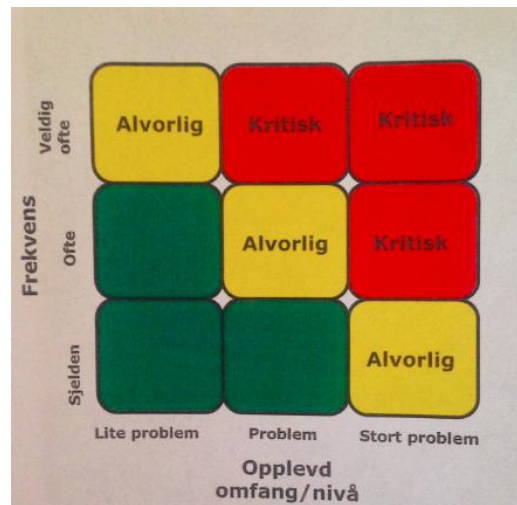 Veldig
ofte
Alvorlig
Kritisk
Kritisk
Frekvens
Ofte
Alvorlig
Kritisk
Sjelden
Alvorlig
Lite problem
Problem
Stort problem
Opplevd
omfang/nivå